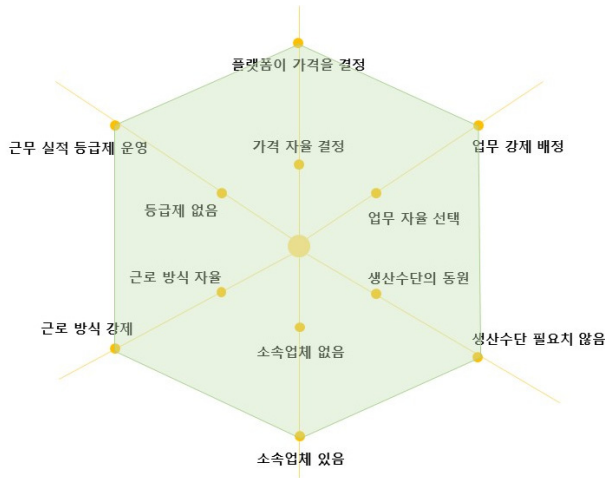 플랫폼이 가격을 결정
근무 실적 등급제 운영
가격 자율 결정
업무 강제 배정
등급제 없음
업무 자율 선택
근로 방식 자율
생산수단의 동원
근로 방식 강제
생산수단 필요치 않음
소속업체 없음
소속업체 있음